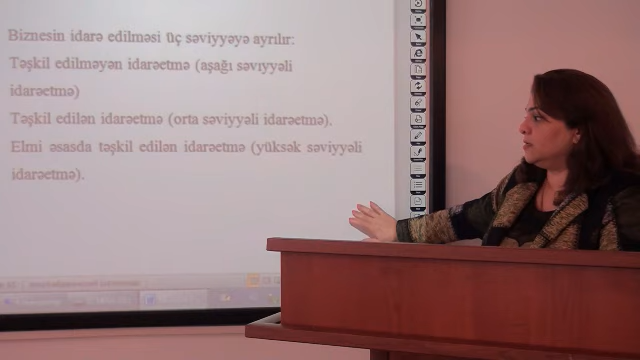 Biznesin idarə edilməsi üç səviyyəyə ayrılır:
Təşkil edilməyən idarəetmə (aşağı səviyyəli
idarəetmə)
Təşkil edilən idarəetmə (orta səviyyəli idarəetmə).
Elmi əsasda təşkil edilən idarəetmə (yüksək səviyyəli
idarəetmə).